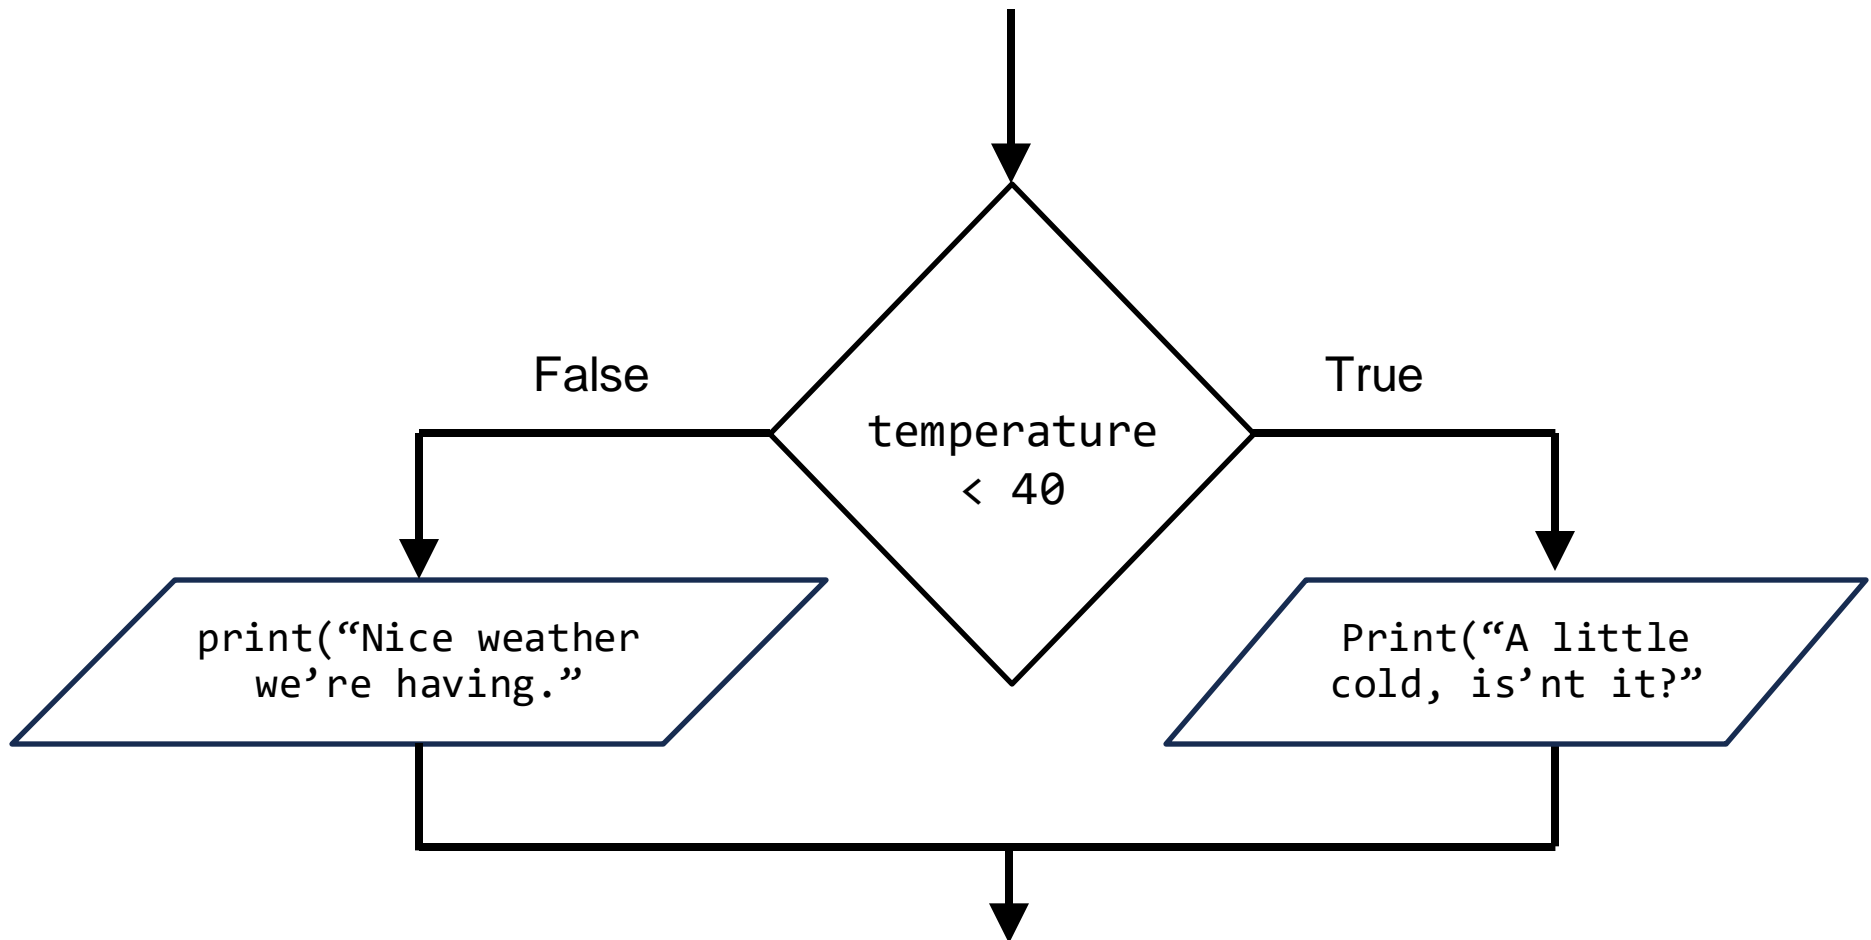 False
True
temperature
< 40
print(“Nice weather
we’re having.”
Print(“A little
cold, is’nt it?”